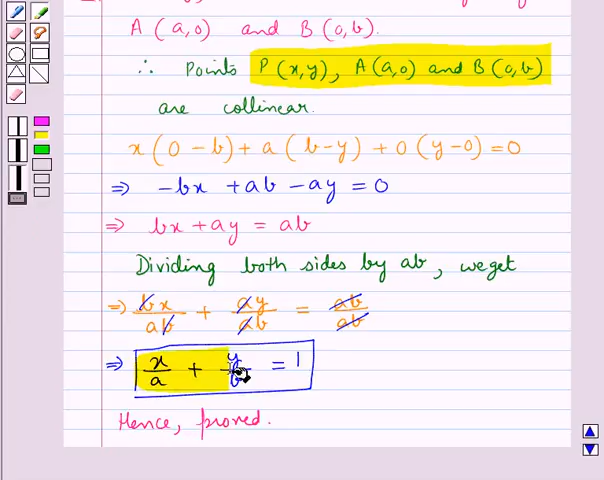 A (a,0) and B (0,b).
∴ Points P(x,y), A(a,0) and B(0,b)
are collinear.
x(0-b) + a(b-y) + 0(y-0) = 0
⇒ -bx + ab - ay = 0
⇒ bx + ay = ab
Dividing both sides by ab, we get
⇒ bx/ab + ay/ab = ab/ab
⇒ x/a + y/b = 1
Hence, proved.